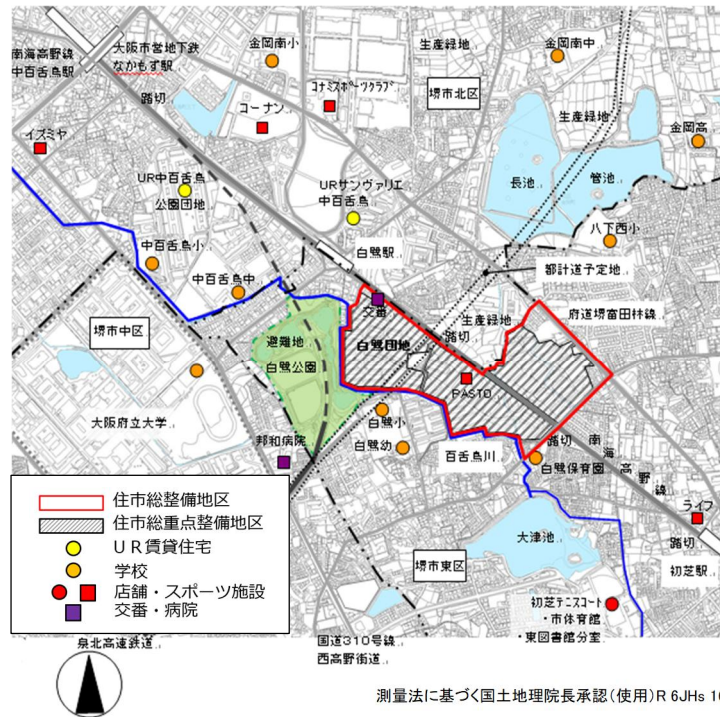 南海高野線
中百舌鳥駅
大阪市営地下鉄
なかもず駅
踏切
金岡南小
コナミスポーツクラブ
コーナン
イズミヤ
生産緑地
堺市北区
金岡南中
生産緑地
金岡高
長池
菅池
八下西小
UR中百舌鳥
公園団地
URサンヴァリエ
中百舌鳥
白鷺駅
中百舌鳥小
中百舌鳥中
都計道予定地
府道堺富田林線
交番
生産緑地
白鷺団地
踏切
PASTO
避難地
白鷺公園
堺市中区
大阪府立大学
白鷺小
白鷺幼
邦和病院
百舌鳥川
踏切
南海高野線
白鷺保育園
ライフ
踏切
初芝駅
大津池
堺市東区
初芝テニスコート
・市体育館
・東図書館分室
住市総整備地区
住市総重点整備地区
UR賃貸住宅
学校
店舗・スポーツ施設
交番・病院
泉北高速鉄道
国道310号線
西高野街道
測量法に基づく国土地理院長承認(使用)R 6JHs 1